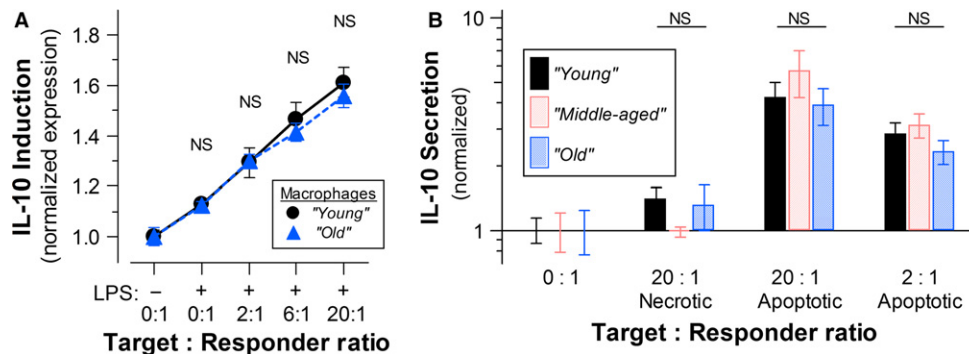 A
IL-10 Induction
(normalized expression)
1.8
1.6
1.4
1.2
1.0
NS
NS
NS
NS
Macrophages
"Young"
"Old"
LPS: – + + + +
0:1 0:1 2:1 6:1 20:1
Target : Responder ratio
B
IL-10 Secretion
(normalized)
10
1
NS
NS
NS
"Young"
"Middle-aged"
"Old"
0 : 1 20 : 1 20 : 1 2 : 1
Necrotic Apoptotic Apoptotic
Target : Responder ratio